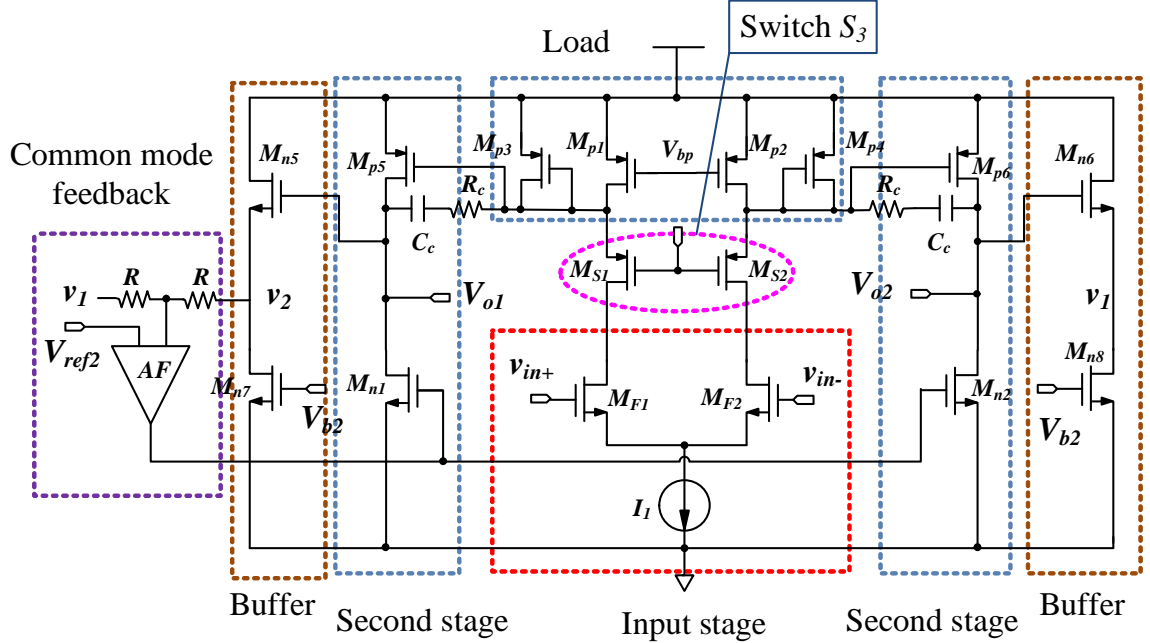 Switch S3
Load
Common mode
feedback
Mn5
Mp5
Mp3
Mp1
Vbp
Mp2
Mp4
Mp6
Mn6
Rc
Rc
Cc
Cc
MS1
MS2
R
R
v1
v2
Vo1
Vo2
v1
Vref2
AF
Mn7
Vb2
Mn1
vin+
MF1
MF2
vin-
Mn2
Mn8
Vb2
I1
Buffer
Second stage
Input stage
Second stage
Buffer